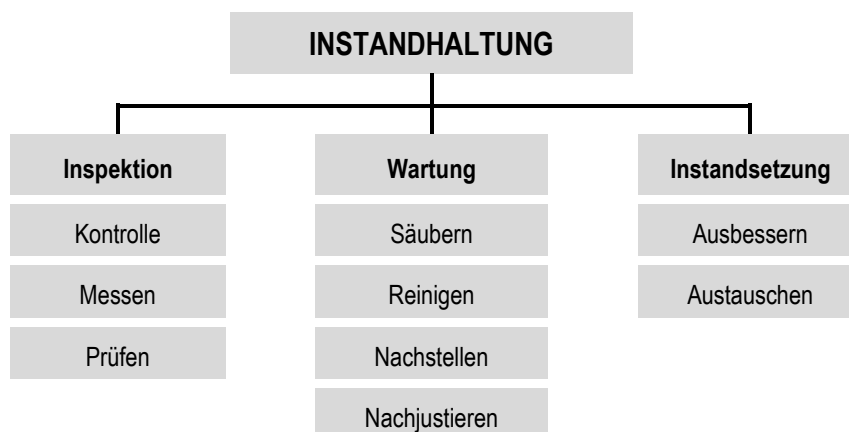 INSTANDHALTUNG
Inspektion
Kontrolle
Messen
Prüfen
Wartung
Säubern
Reinigen
Nachstellen
Nachjustieren
Instandsetzung
Ausbessern
Austauschen